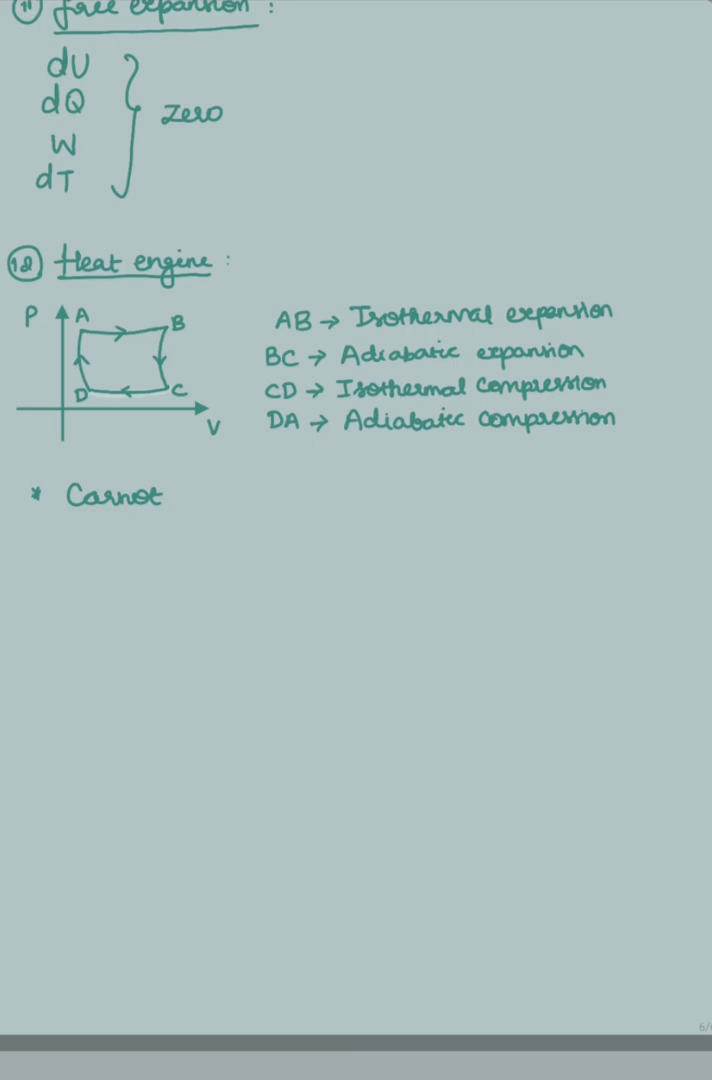 11 free expansion :
dU
dQ
zero
W
dT
12 Heat engine :
P A B
AB → Isothermal expansion
BC → Adiabatic expansion
D C
CD → Isothermal compression
DA → Adiabatic compression
V
* Carnot